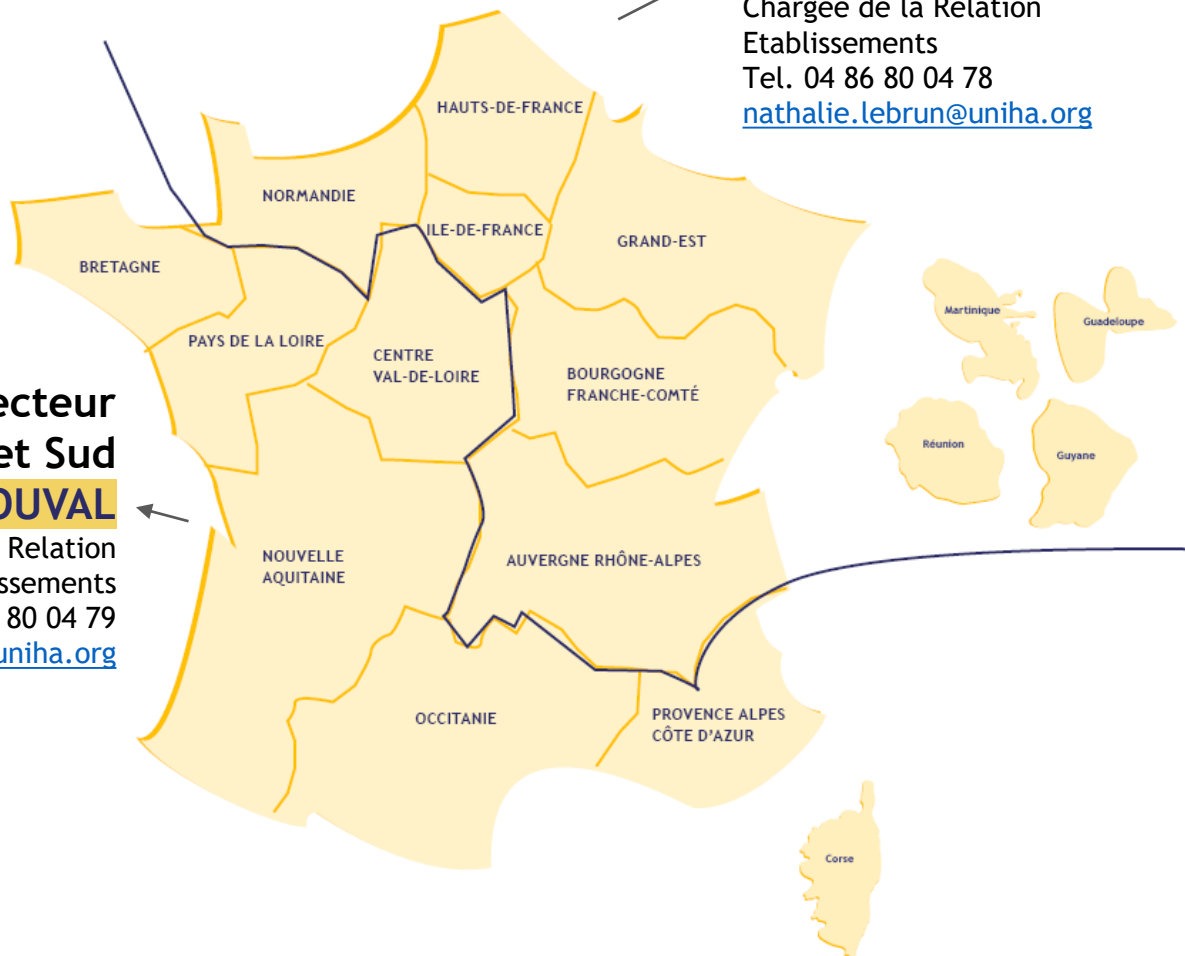 Chargée de la Relation
Etablissements
Tel. 04 86 80 04 78
nathalie.lebrun@uniha.org
HAUTS-DE-FRANCE
NORMANDIE
ILE-DE-FRANCE
GRAND-EST
BRETAGNE
PAYS DE LA LOIRE
CENTRE
VAL-DE-LOIRE
BOURGOGNE
FRANCHE-COMTÉ
Martinique
Guadeloupe
Réunion
Guyane
ecteur
et Sud
OUVAL
Relation
issements
80 04 79
uniha.org
NOUVELLE
AQUITAINE
AUVERGNE RHÔNE-ALPES
OCCITANIE
PROVENCE ALPES
CÔTE D'AZUR
Corse